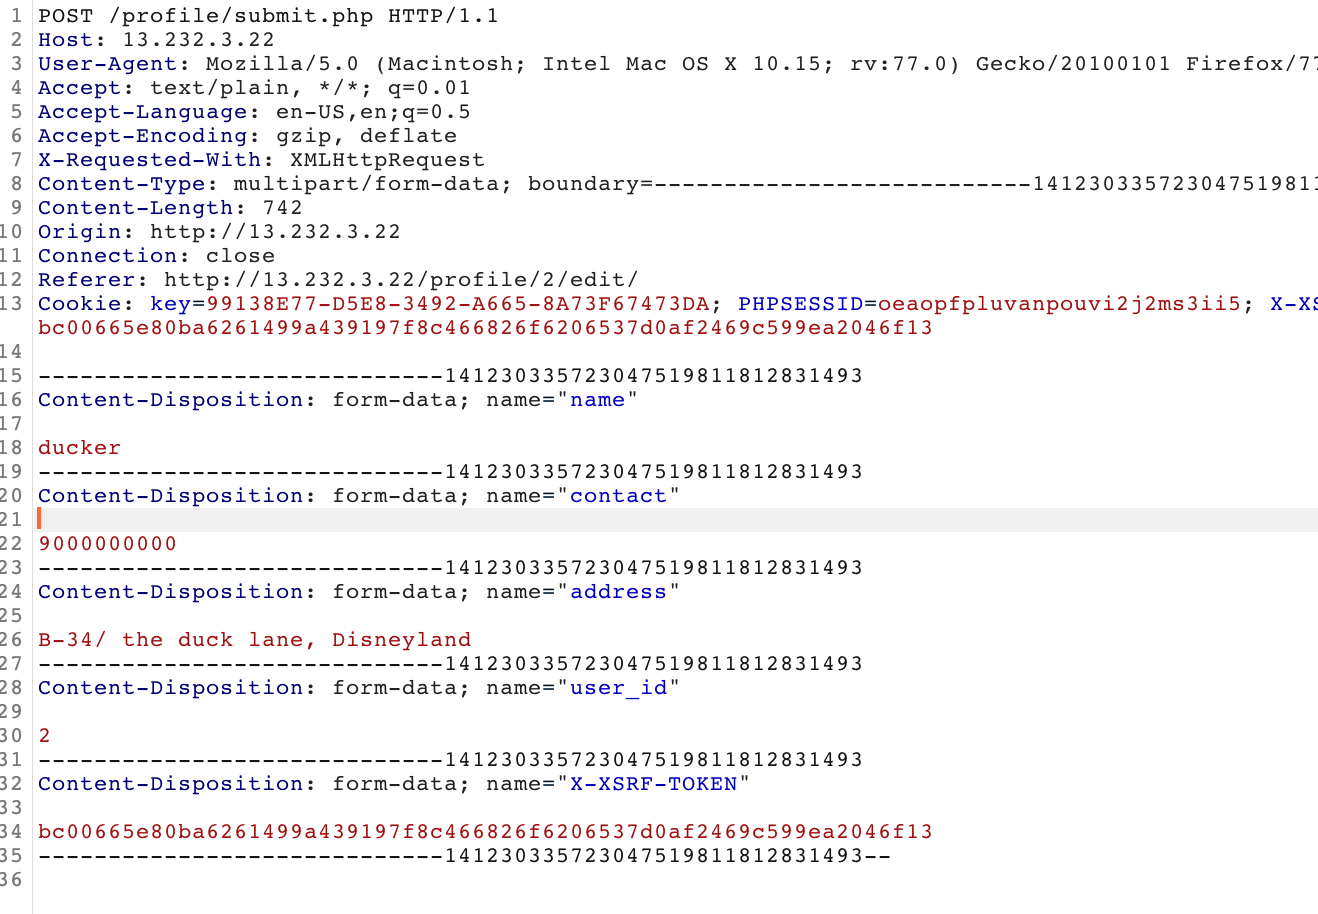 1 POST /profile/submit.php HTTP/1.1
2 Host: 13.232.3.22
3 User-Agent: Mozilla/5.0 (Macintosh; Intel Mac OS X 10.15; rv:77.0) Gecko/20100101 Firefox/77
4 Accept: text/plain, */*; q=0.01
5 Accept-Language: en-US,en;q=0.5
6 Accept-Encoding: gzip, deflate
7 X-Requested-With: XMLHttpRequest
8 Content-Type: multipart/form-data; boundary=---------------------------141230335723047519811
9 Content-Length: 742
10 Origin: http://13.232.3.22
11 Connection: close
12 Referer: http://13.232.3.22/profile/2/edit/
13 Cookie: key=99138E77-D5E8-3492-A665-8A73F67473DA; PHPSESSID=oeaopfpluvanpouvi2j2ms3ii5; X-XS
bc00665e80ba6261499a439197f8c466826f6206537d0af2469c599ea2046f13
14
15 -----------------------------141230335723047519811812831493
16 Content-Disposition: form-data; name="name"
17
18 ducker
19 -----------------------------141230335723047519811812831493
20 Content-Disposition: form-data; name="contact"
21
22 9000000000
23 -----------------------------141230335723047519811812831493
24 Content-Disposition: form-data; name="address"
25
26 B-34/ the duck lane, Disneyland
27 -----------------------------141230335723047519811812831493
28 Content-Disposition: form-data; name="user_id"
29
30 2
31 -----------------------------141230335723047519811812831493
32 Content-Disposition: form-data; name="X-XSRF-TOKEN"
33
34 bc00665e80ba6261499a439197f8c466826f6206537d0af2469c599ea2046f13
35 -----------------------------141230335723047519811812831493--
36